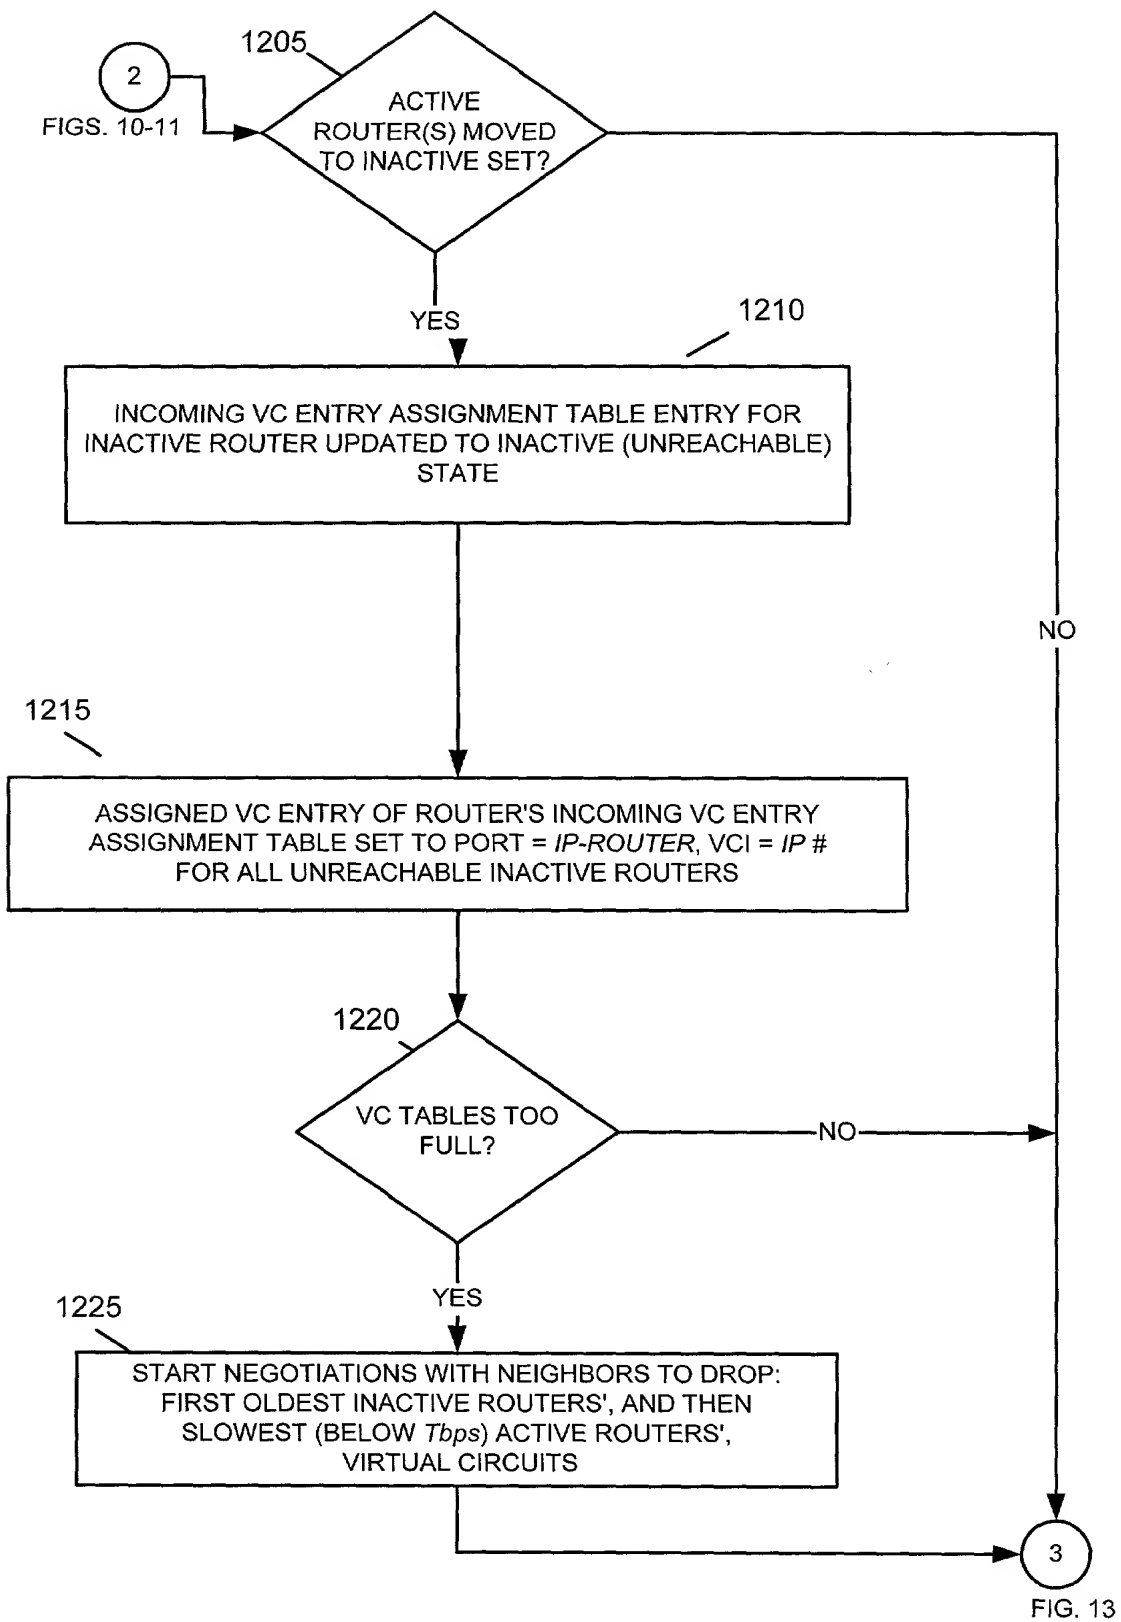 1205
2
FIGS. 10-11
ACTIVE
ROUTER(S) MOVED
TO INACTIVE SET?
YES
1210
INCOMING VC ENTRY ASSIGNMENT TABLE ENTRY FOR
INACTIVE ROUTER UPDATED TO INACTIVE (UNREACHABLE)
STATE
NO
1215
ASSIGNED VC ENTRY OF ROUTER'S INCOMING VC ENTRY
ASSIGNMENT TABLE SET TO PORT = IP-ROUTER, VCI = IP #
FOR ALL UNREACHABLE INACTIVE ROUTERS
1220
VC TABLES TOO
FULL?
NO
YES
1225
START NEGOTIATIONS WITH NEIGHBORS TO DROP:
FIRST OLDEST INACTIVE ROUTERS', AND THEN
SLOWEST (BELOW Tbps) ACTIVE ROUTERS',
VIRTUAL CIRCUITS
3
FIG. 13